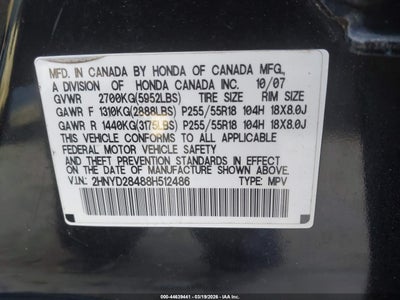 MFD. IN CANADA BY HONDA OF CANADA MFG.,
A DIVISION OF HONDA CANADA INC. 10/07
GVWR 2700KG(5952LBS) TIRE SIZE RIM SIZE
GAWR F 1310KG(2888LBS) P255/55R18 104H 18X8.0J
GAWR R 1440KG(3175LBS) P255/55R18 104H 18X8.0J
THIS VEHICLE CONFORMS TO ALL APPLICABLE
FEDERAL MOTOR VEHICLE SAFETY AND
THEFT PREVENTION STANDARDS IN EFFECT ON
THE DATE OF MANUFACTURE SHOWN ABOVE.
V.I.N.: 2HNYD28488H512486 TYPE: MPV
000-44639441 - 03/19/2026 - IAA Inc.